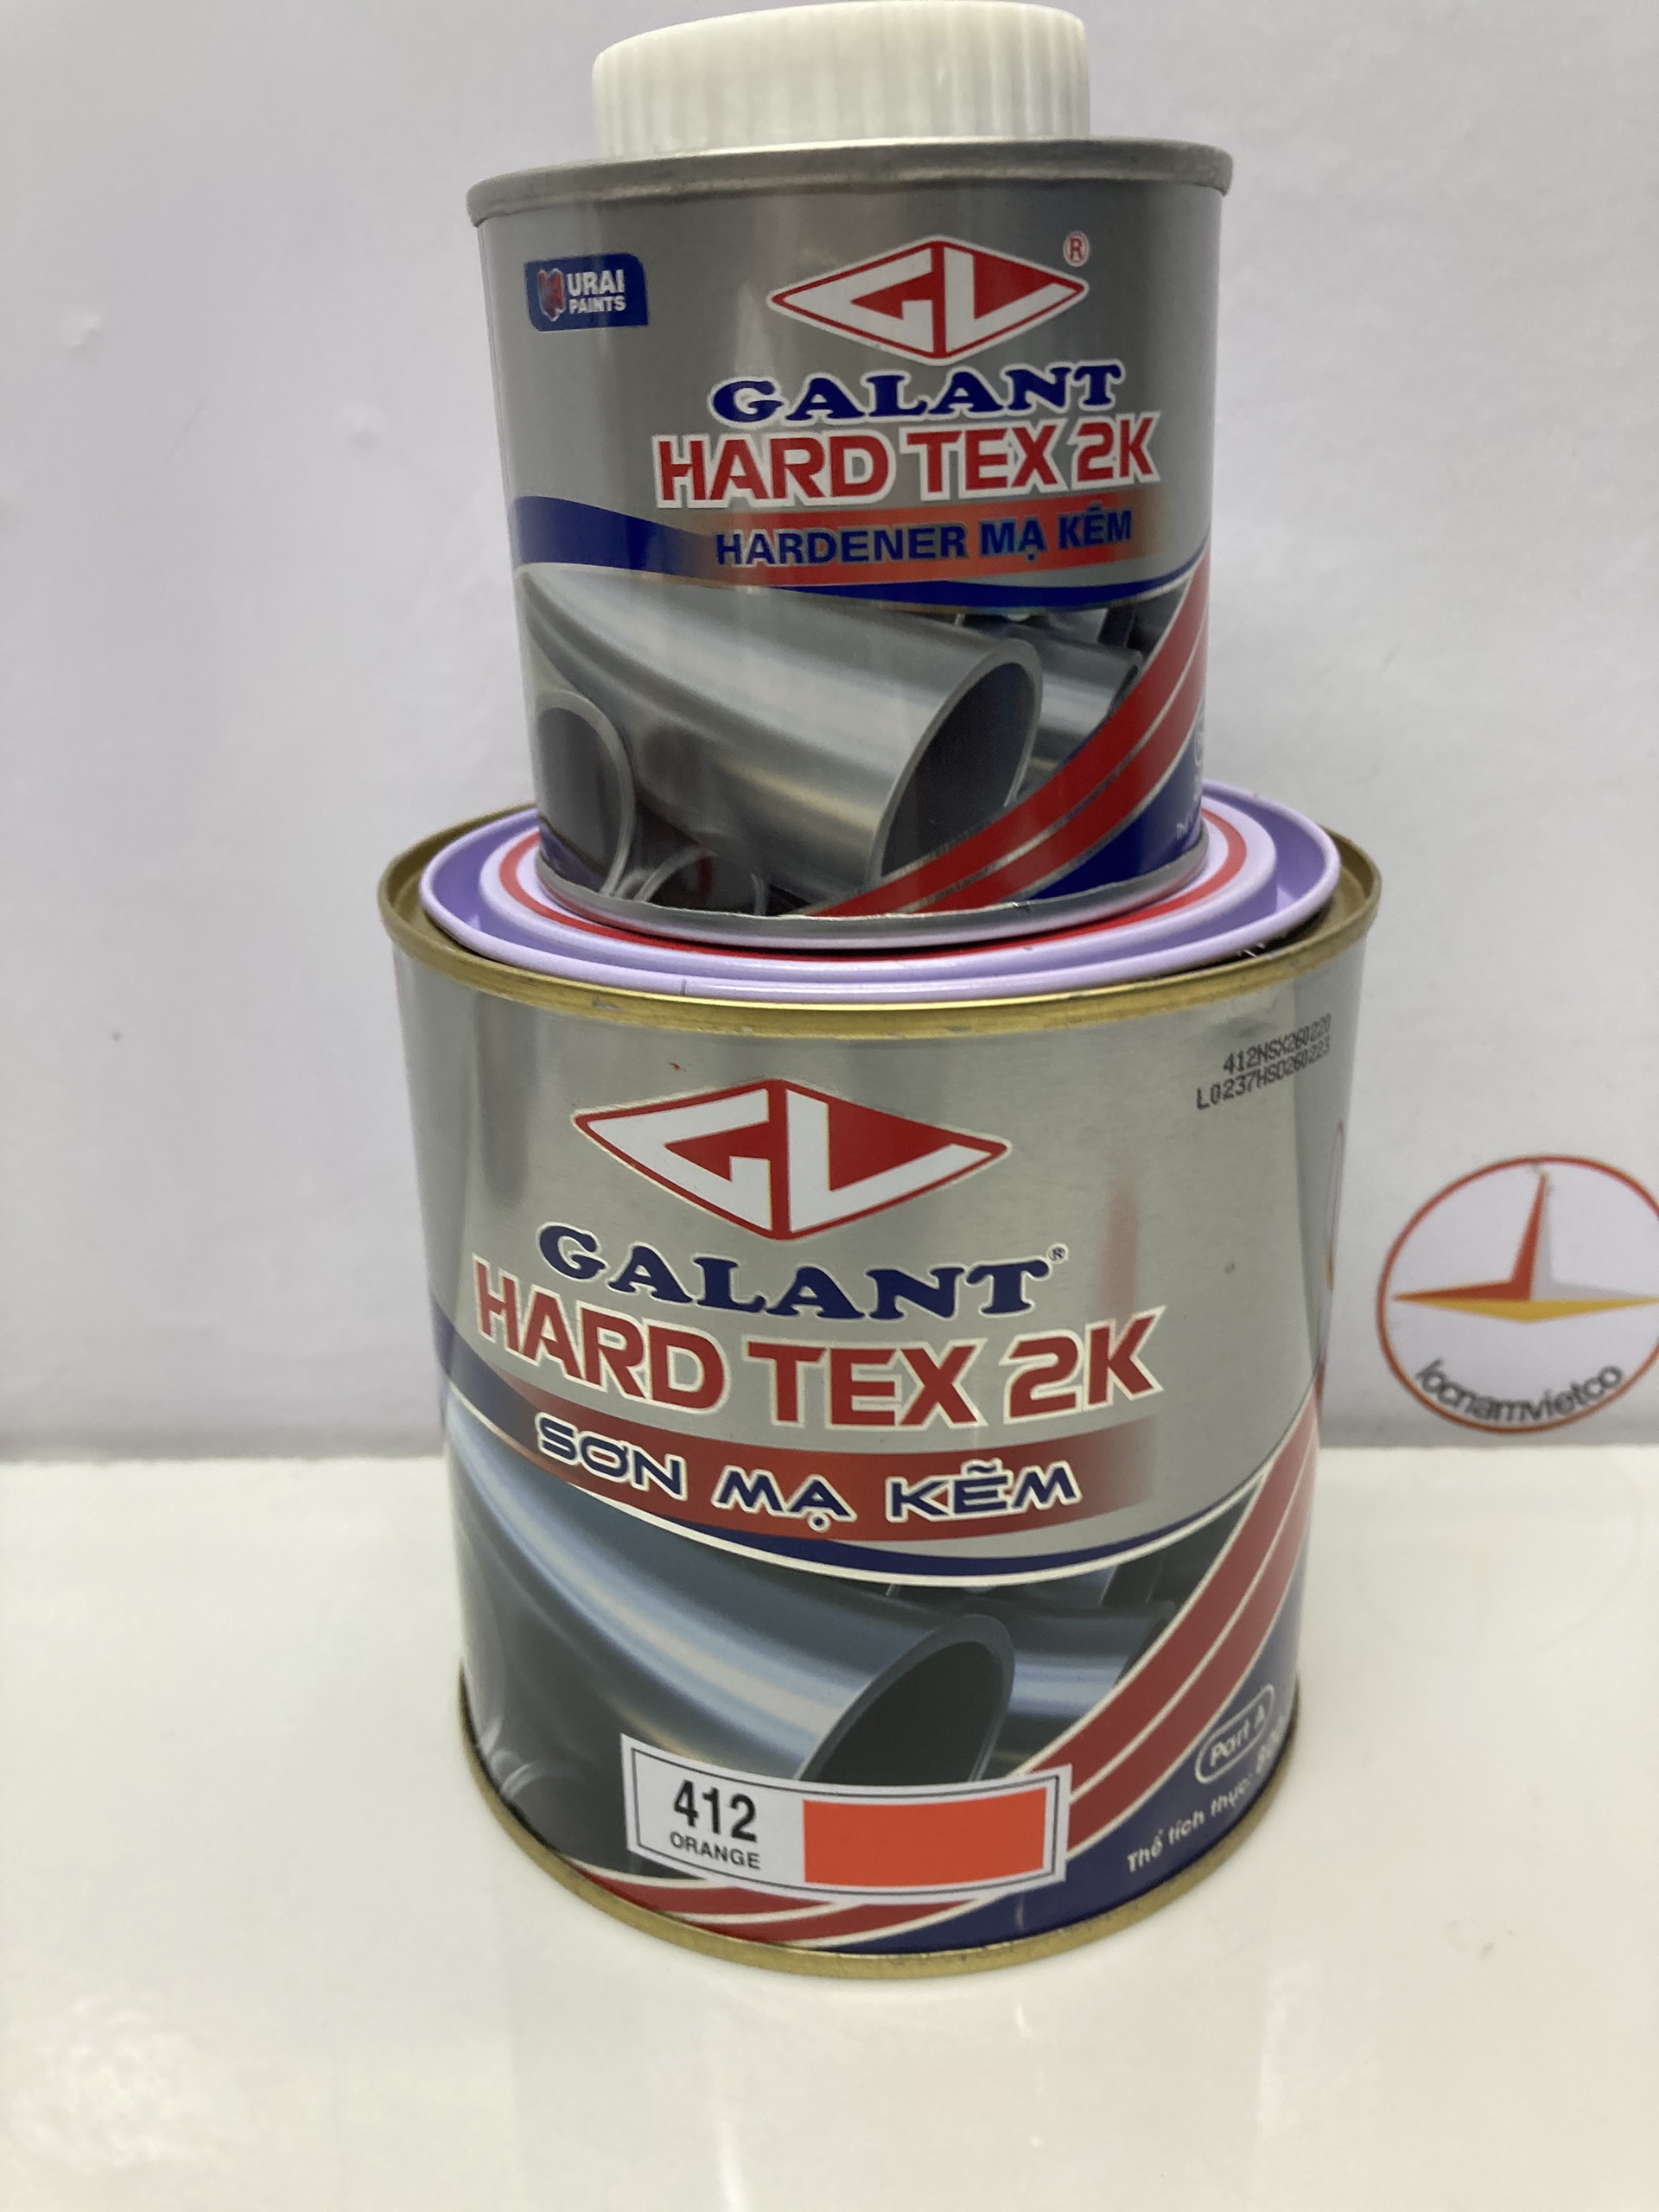 URAI
PAINTS
GL®
GALANT
HARD TEX 2K
HARDENER MẠ KẼM
412NSX260220
L0237HSD260223
GL
GALANT®
HARD TEX 2K
SƠN MẠ KẼM
412
ORANGE
Part A
Thể tích thực:
locnamvietco